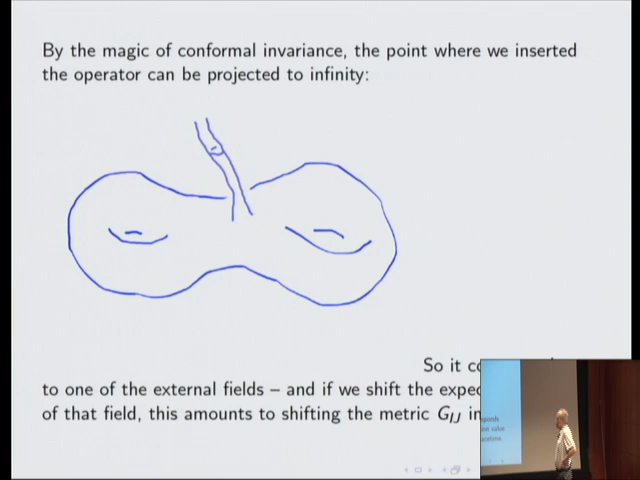 By the magic of conformal invariance, the point where we inserted
the operator can be projected to infinity:
So it
to one of the external fields – and if we shift the
of that field, this amounts to shifting the metric G_IJ